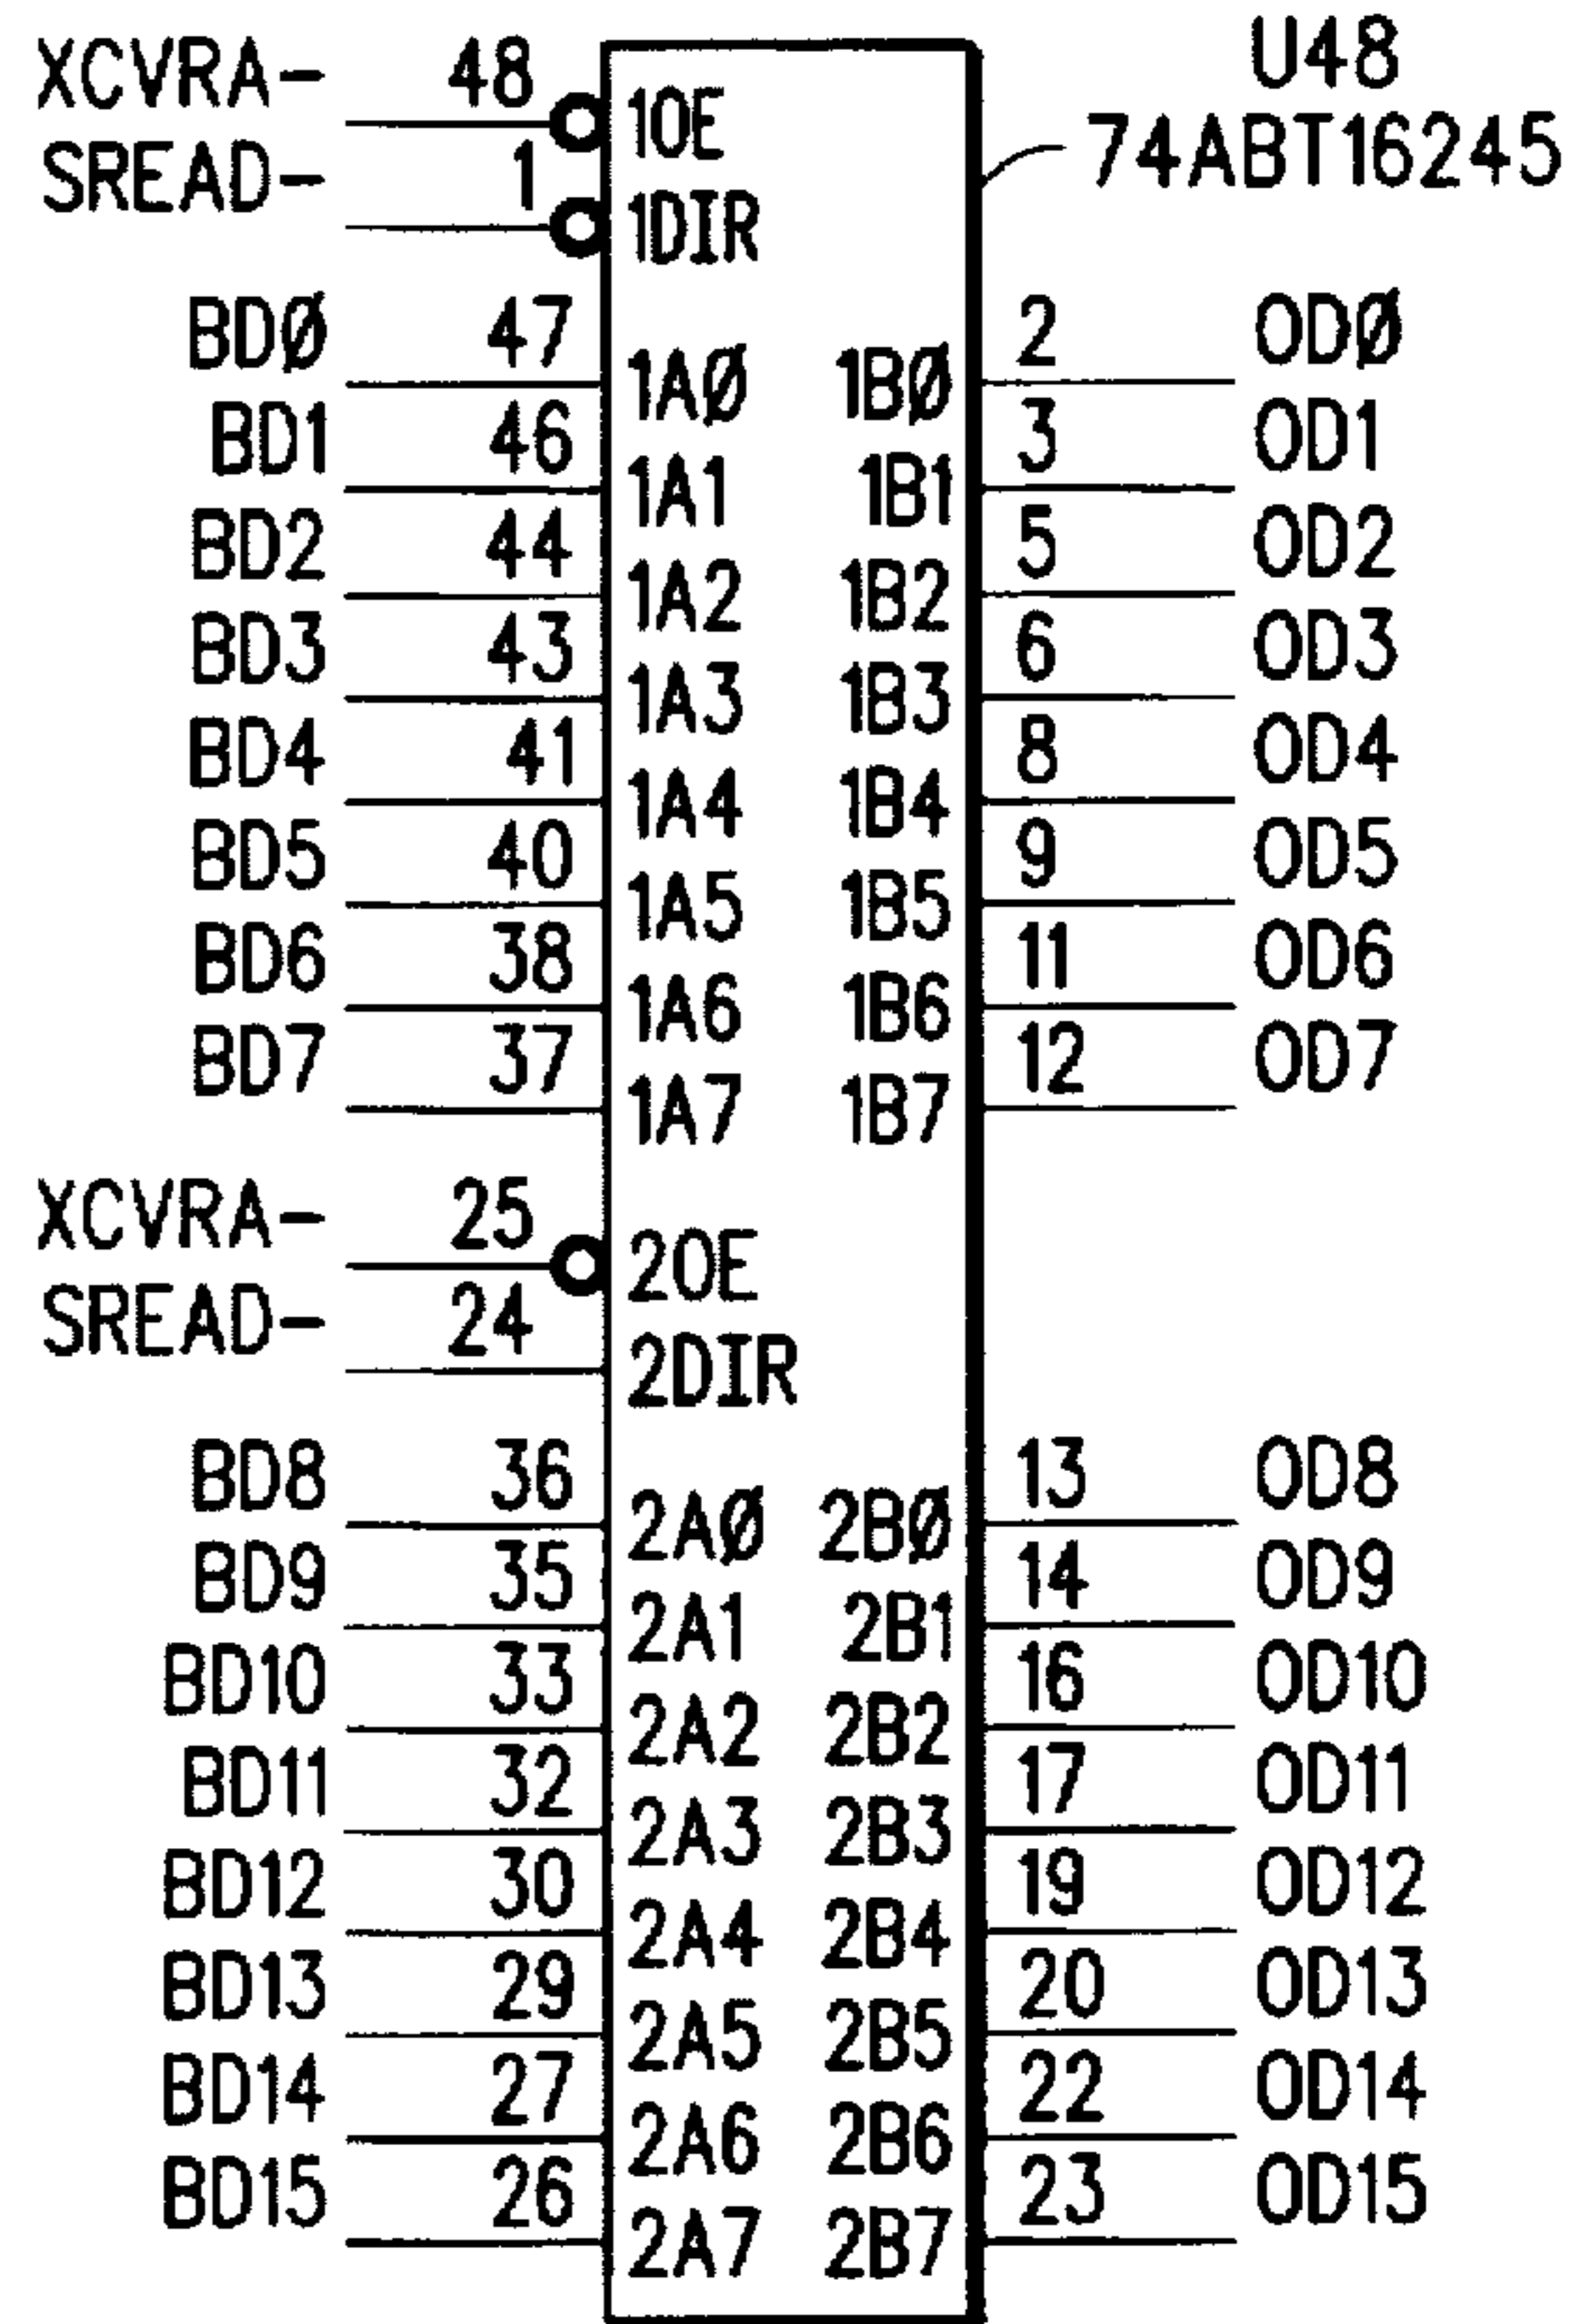 U48
74ABT16245
XCVRA- 48 1OE
SREAD- 1 1DIR
BDØ 47 1AØ 1BØ 2 ODØ
BD1 46 1A1 1B1 3 OD1
BD2 44 1A2 1B2 5 OD2
BD3 43 1A3 1B3 6 OD3
BD4 41 1A4 1B4 8 OD4
BD5 40 1A5 1B5 9 OD5
BD6 38 1A6 1B6 11 OD6
BD7 37 1A7 1B7 12 OD7
XCVRA- 25 2OE
SREAD- 24 2DIR
BD8 36 2AØ 2BØ 13 OD8
BD9 35 2A1 2B1 14 OD9
BD10 33 2A2 2B2 16 OD10
BD11 32 2A3 2B3 17 OD11
BD12 30 2A4 2B4 19 OD12
BD13 29 2A5 2B5 20 OD13
BD14 27 2A6 2B6 22 OD14
BD15 26 2A7 2B7 23 OD15